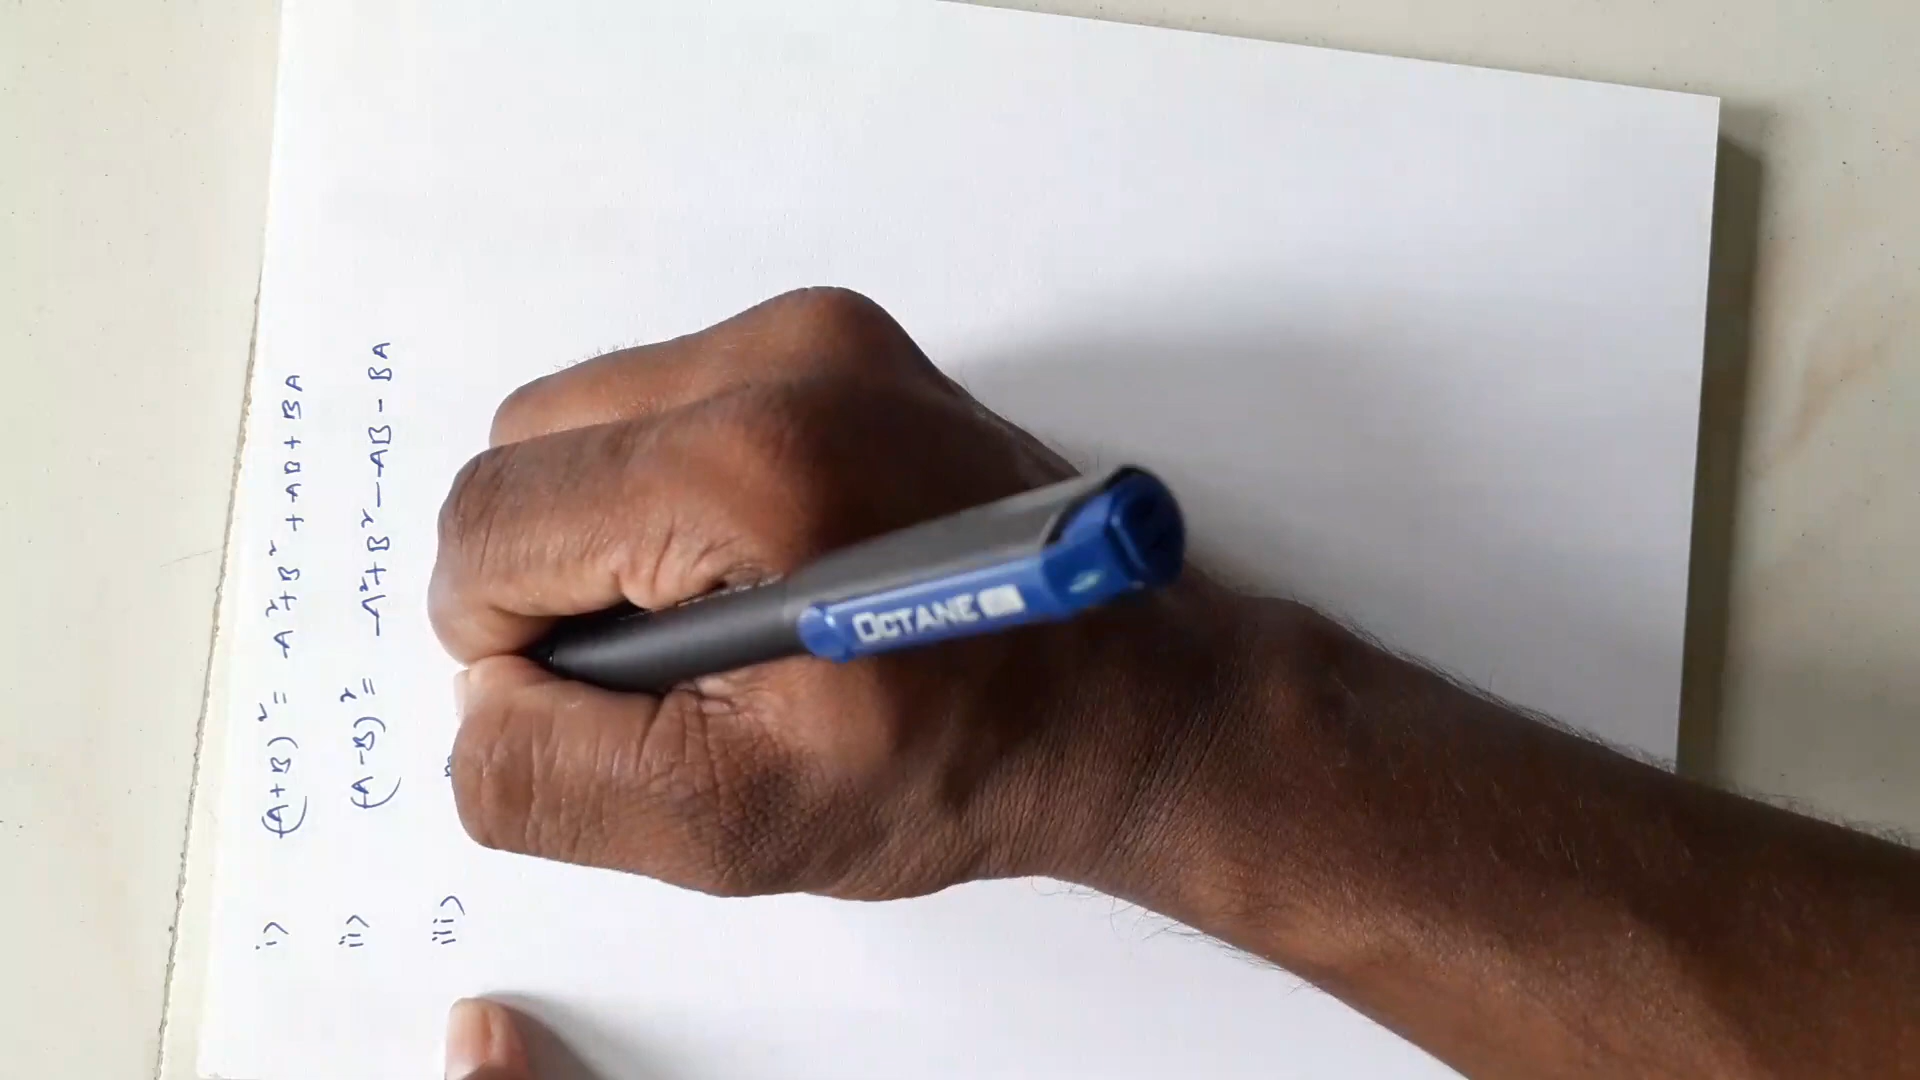 i) (A+B)² = A²+B²+AB+BA
ii) (A-B)² = A²+B²-AB-BA
iii)
OCTANE